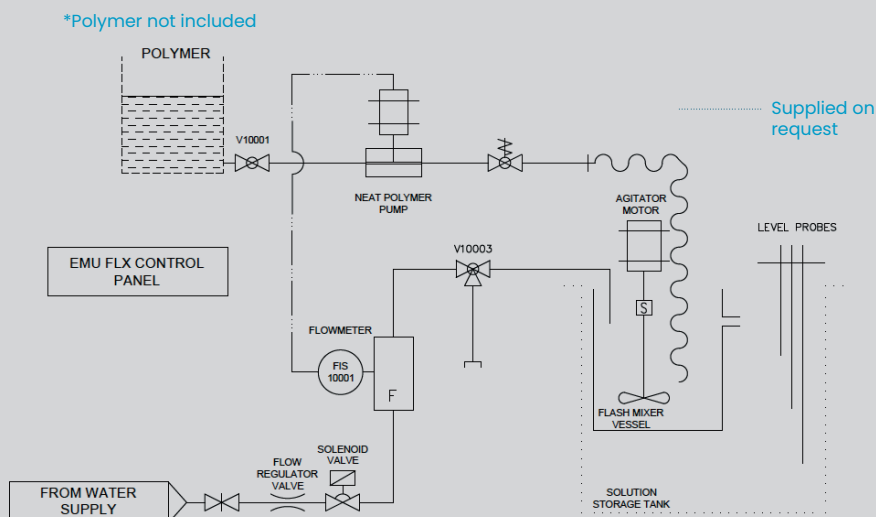 *Polymer not included
POLYMER
Supplied on
request
V10001
NEAT POLYMER
PUMP
AGITATOR
MOTOR
LEVEL PROBES
V10003
EMU FLX CONTROL
PANEL
S
FLOWMETER
FIS
10001
F
FLASH MIXER
VESSEL
SOLENOID
VALVE
FLOW
REGULATOR
VALVE
FROM WATER
SUPPLY
SOLUTION
STORAGE TANK